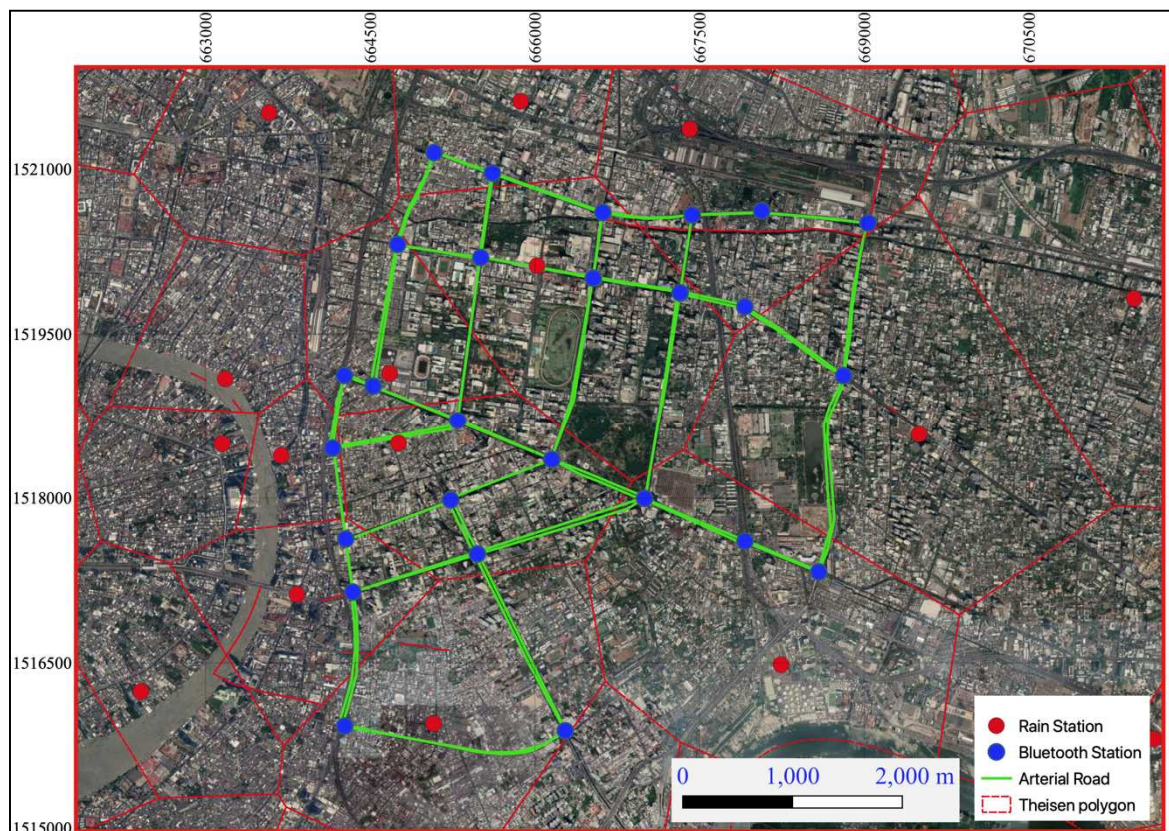 663000
664500
666000
667500
669000
670500
1521000
1519500
1518000
1516500
1515000
Rain Station
Bluetooth Station
Arterial Road
Theisen polygon
0 1,000 2,000 m